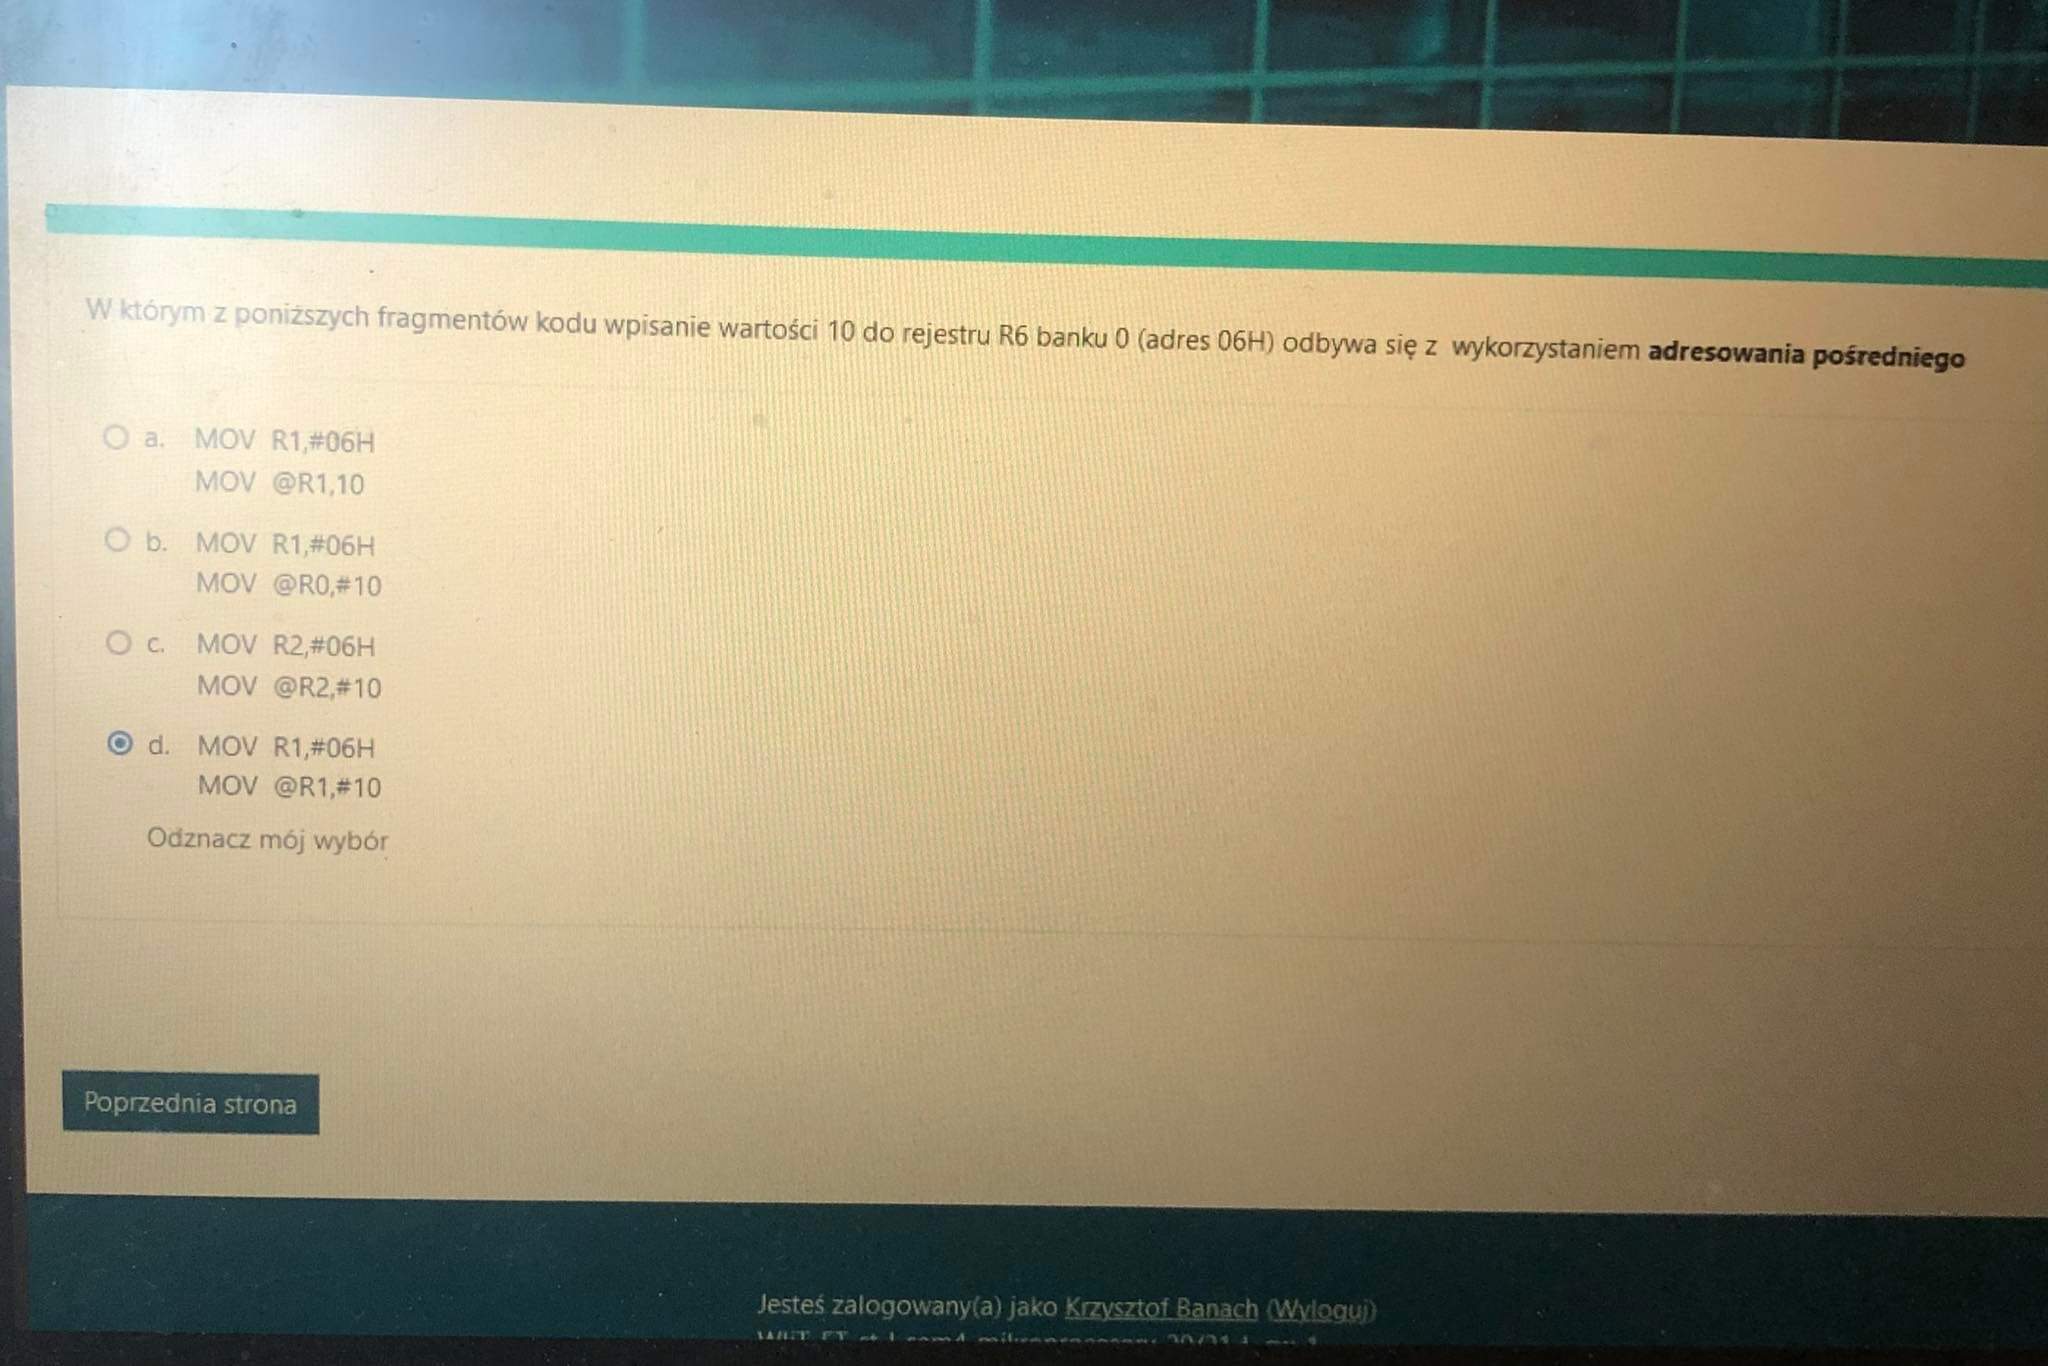 W którym z poniższych fragmentów kodu wpisanie wartości 10 do rejestru R6 banku 0 (adres 06H) odbywa się z wykorzystaniem adresowania pośredniego
a. MOV R1,#06H
MOV @R1,10
b. MOV R1,#06H
MOV @R0,#10
c. MOV R2,#06H
MOV @R2,#10
d. MOV R1,#06H
MOV @R1,#10
Odznacz mój wybór
Poprzednia strona
Jesteś zalogowany(a) jako Krzysztof Banach (Wyloguj)